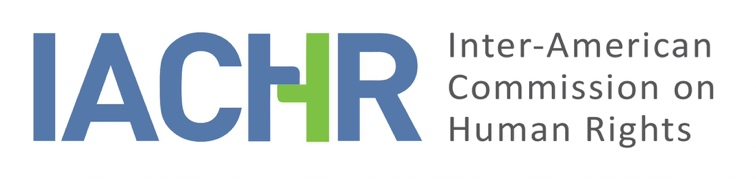 IACHR
Inter-American
Commission on
Human Rights